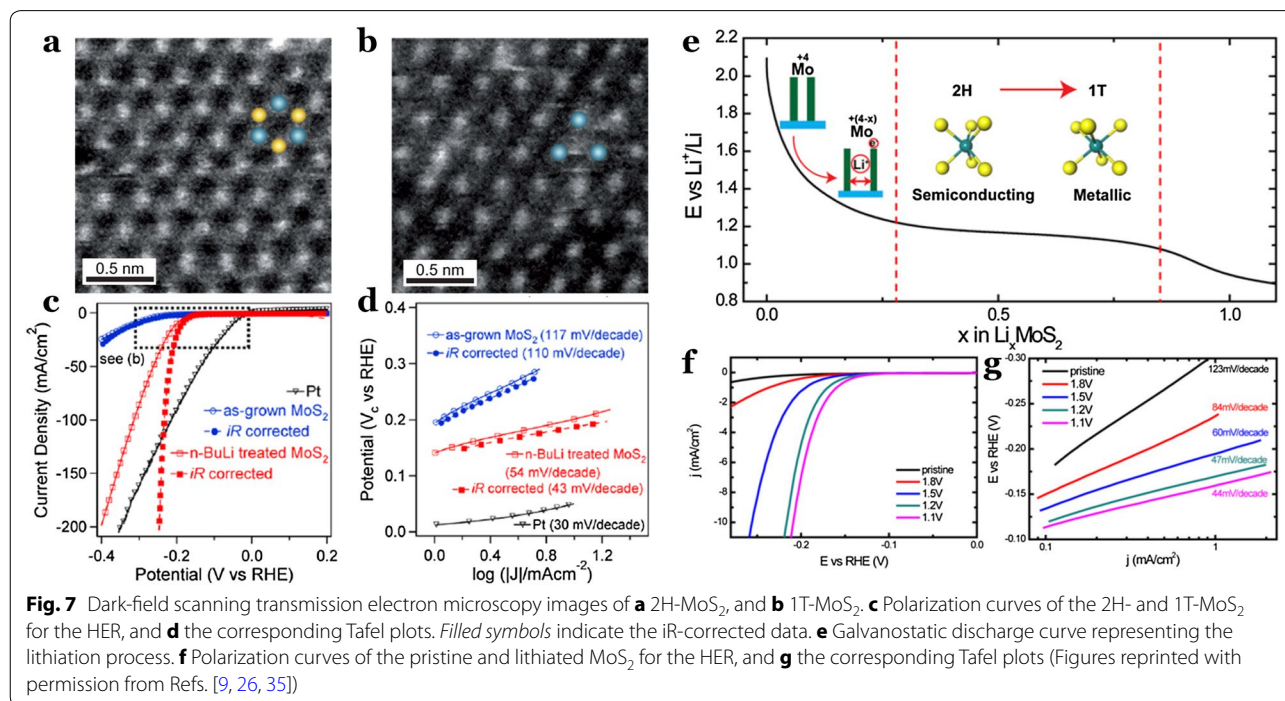 a
0.5 nm
b
0.5 nm
c
Current Density (mA/cm²)
0
-50
-100
-150
-200
see (b)
Pt
as-grown MoS₂
iR corrected
n-BuLi treated MoS₂
iR corrected
-0.4
-0.2
0.0
0.2
Potential (V vs RHE)
d
Potential (V꜀ vs RHE)
0.4
0.3
0.2
0.1
0.0
as-grown MoS₂ (117 mV/decade)
iR corrected (110 mV/decade)
n-BuLi treated MoS₂
(54 mV/decade)
iR corrected (43 mV/decade)
Pt (30 mV/decade)
0.0
0.4
0.8
1.2
log (|J|/mAcm⁻²)
e
E vs Li⁺/Li
2.2
2.0
1.8
1.6
1.4
1.2
1.0
0.8
+4
Mo
+(4-x)
Mo
e
Li⁺
2H
1T
Semiconducting
Metallic
0.0
0.5
1.0
x in LiₓMoS₂
f
j (mA/cm²)
0
-2
-4
-6
-8
-10
pristine
1.8V
1.5V
1.2V
1.1V
-0.2
-0.1
0.0
E vs RHE (V)
g
E vs RHE (V)
-0.30
-0.25
-0.20
-0.15
-0.10
pristine
1.8V
1.5V
1.2V
1.1V
123mV/decade
84mV/decade
60mV/decade
47mV/decade
44mV/decade
0.1
1
j (mA/cm²)
Fig. 7 Dark-field scanning transmission electron microscopy images of a 2H-MoS₂, and b 1T-MoS₂. c Polarization curves of the 2H- and 1T-MoS₂
for the HER, and d the corresponding Tafel plots. Filled symbols indicate the iR-corrected data. e Galvanostatic discharge curve representing the
lithiation process. f Polarization curves of the pristine and lithiated MoS₂ for the HER, and g the corresponding Tafel plots (Figures reprinted with
permission from Refs. [9, 26, 35])